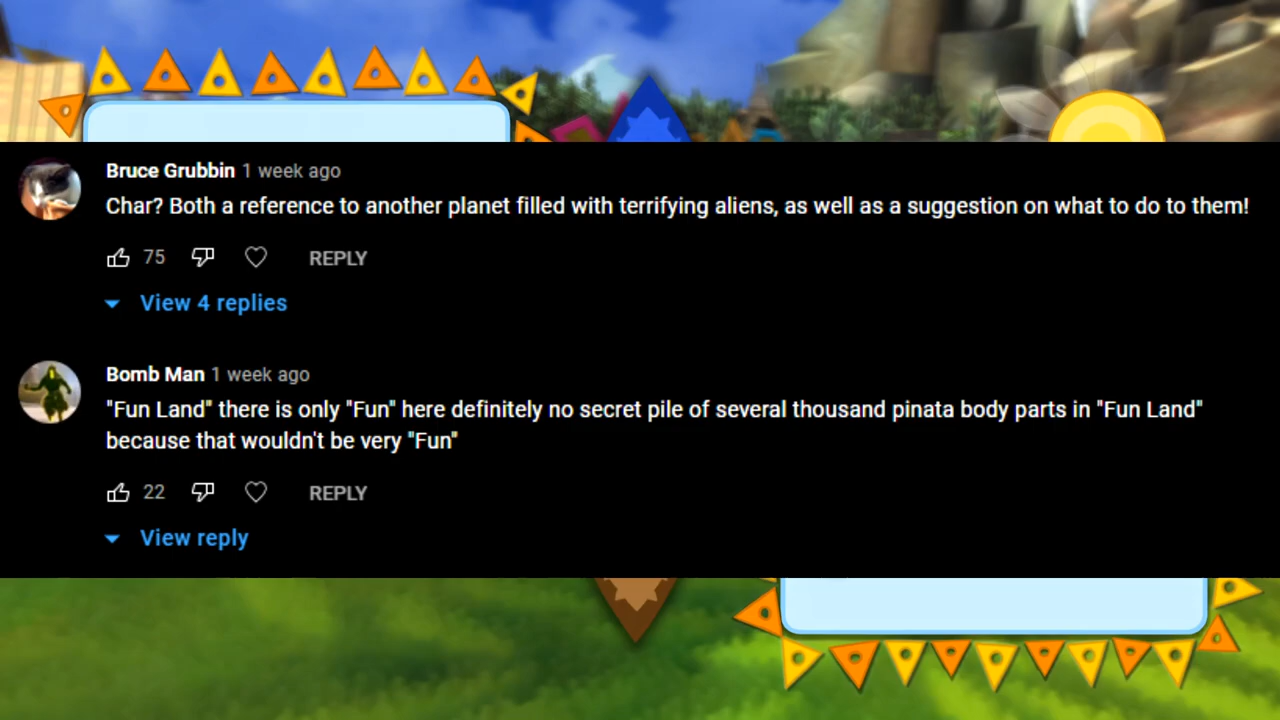 Bruce Grubbin 1 week ago
Char? Both a reference to another planet filled with terrifying aliens, as well as a suggestion on what to do to them!
75 REPLY
View 4 replies
Bomb Man 1 week ago
"Fun Land" there is only "Fun" here definitely no secret pile of several thousand pinata body parts in "Fun Land"
because that wouldn't be very "Fun"
22 REPLY
View reply